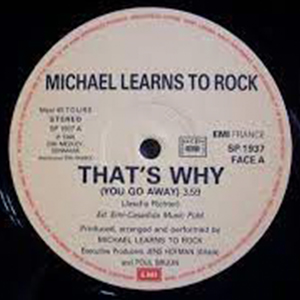 MICHAEL LEARNS TO ROCK
Maxi 45 TOURS
STEREO
SP 1937 A
EMI FRANCE
SP 1937
FACE A
THAT'S WHY
(YOU GO AWAY) 3.59
(Jascha Richter)
Ed. Emi-Casadida Music Publ.
Produced, arranged and performed by
MICHAEL LEARNS TO ROCK
Executive Producers: JENS HOFMAN
AND POUL BRUUN
EMI